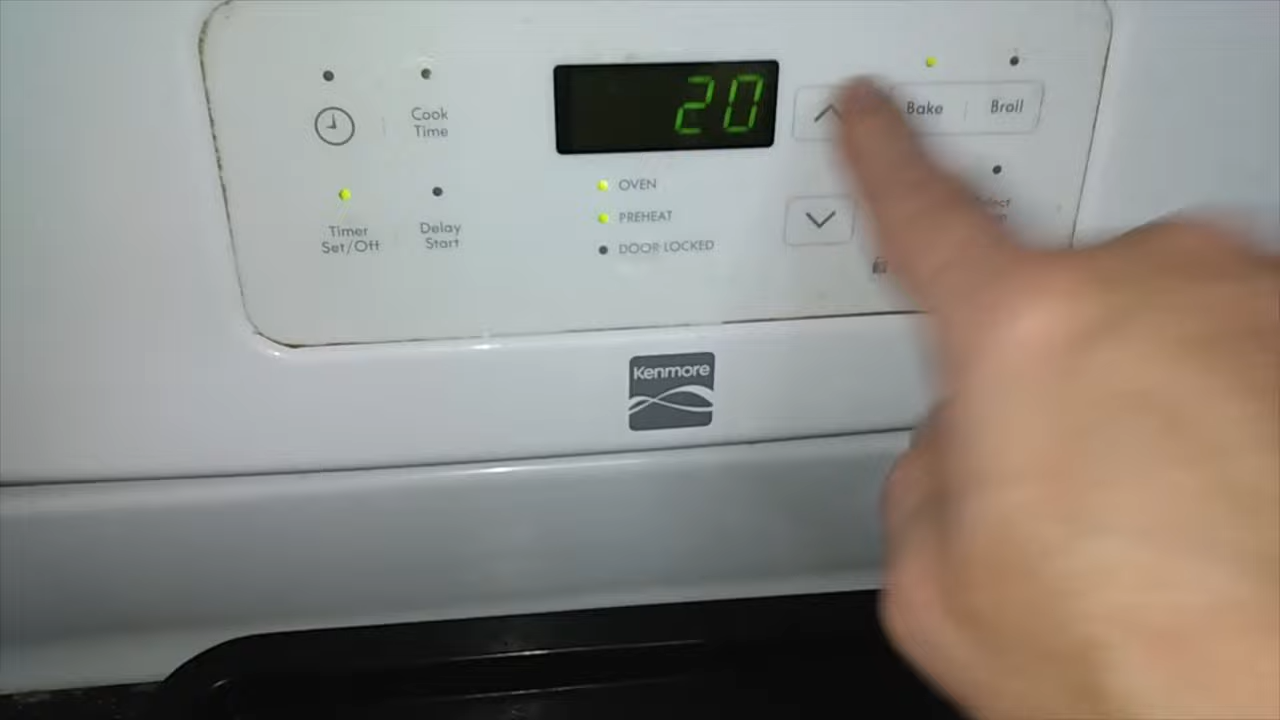 20
Cook
Time
Bake
Broil
OVEN
PREHEAT
DOOR LOCKED
Timer
Set/Off
Delay
Start
Kenmore